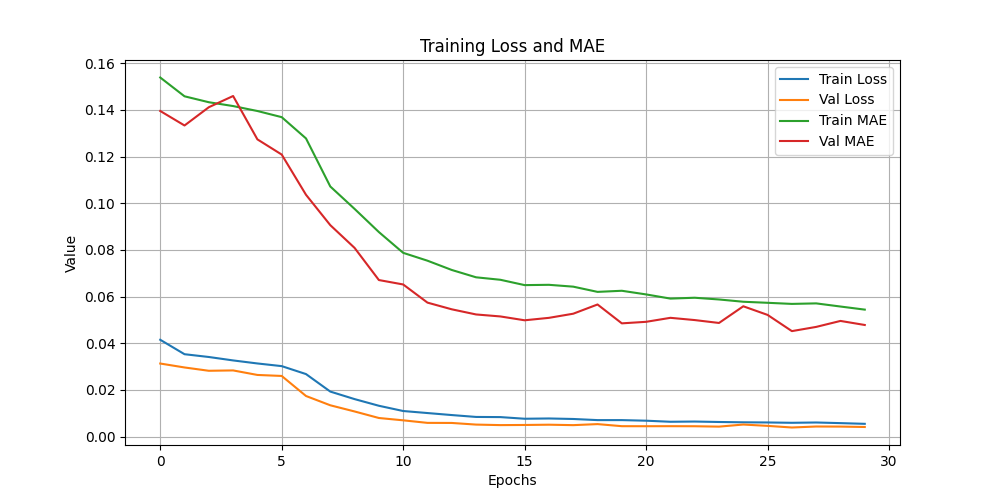 Training Loss and MAE
Train Loss
Val Loss
Train MAE
Val MAE
Value
0.16
0.14
0.12
0.10
0.08
0.06
0.04
0.02
0.00
0 5 10 15 20 25 30
Epochs